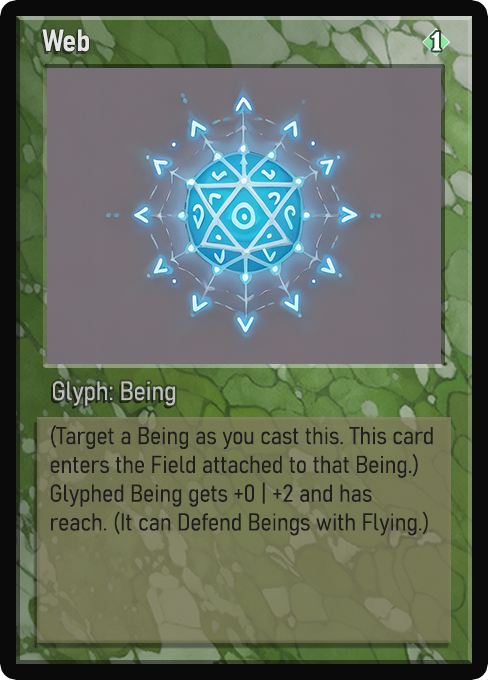 Web
1
Glyph: Being
(Target a Being as you cast this. This card
enters the Field attached to that Being.)
Glyphed Being gets +0 | +2 and has
reach. (It can Defend Beings with Flying.)